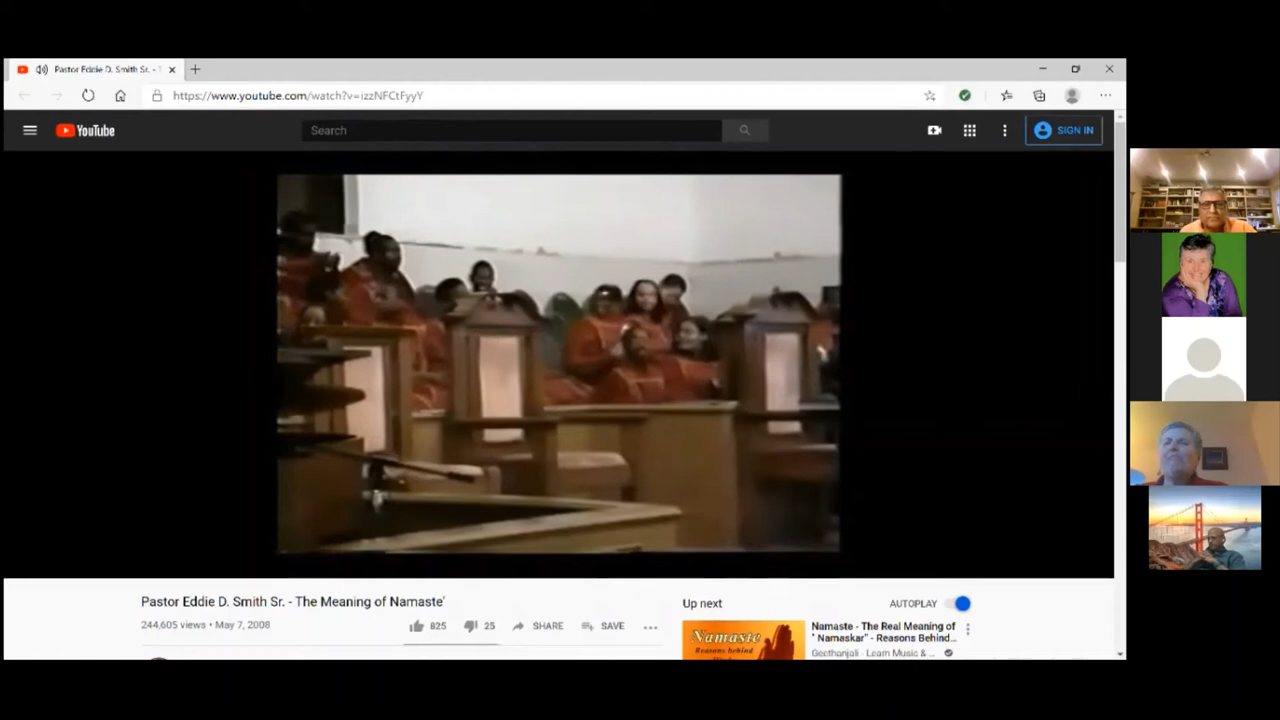 Pastor Eddie D. Smith Sr. -
https://www.youtube.com/watch?v=izzNFCtFyyY
YouTube
Search
SIGN IN
Pastor Eddie D. Smith Sr. - The Meaning of Namaste'
244,605 views • May 7, 2008
825
25
SHARE
SAVE
Up next
AUTOPLAY
Namaste
Reasons behind
Namaste - The Real Meaning of
" Namaskar" - Reasons Behind...
Geethanjali - Learn Music & ...